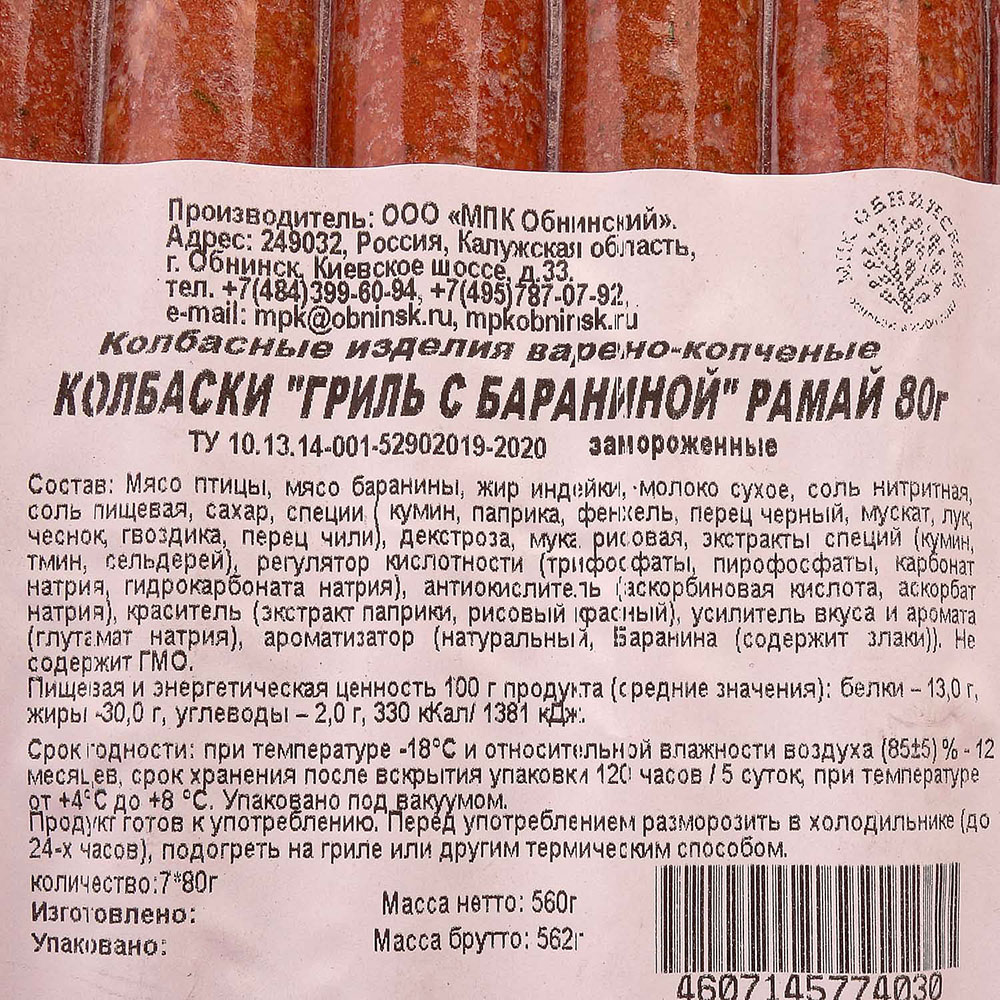 Производитель: ООО «МПК Обнинский».
Адрес: 249032, Россия, Калужская область,
г. Обнинск, Киевское шоссе, д.33.
тел. +7(484)399-60-94, +7(495)787-07-92,
e-mail: mpk@obninsk.ru, mpkobninsk.ru
МПК ОБНИНСКИЙ
Колбасные изделия варено-копченые
КОЛБАСКИ "ГРИЛЬ С БАРАНИНОЙ" РАМАЙ 80г
ТУ 10.13.14-001-52902019-2020 замороженные
Состав: Мясо птицы, мясо баранины, жир индейки, молоко сухое, соль нитритная,
соль пищевая, сахар, специи ( кумин, паприка, фенхель, перец черный, мускат, лук,
чеснок, гвоздика, перец чили), декстроза, мука рисовая, экстракты специй (кумин,
тмин, сельдерей), регулятор кислотности (трифосфаты, пирофосфаты, карбонат
натрия, гидрокарбоната натрия), антиокислитель (аскорбиновая кислота, аскорбат
натрия), краситель (экстракт паприки, рисовый красный), усилитель вкуса и аромата
(глутамат натрия), ароматизатор (натуральный, Баранина (содержит злаки)). Не
содержит ГМО.
Пищевая и энергетическая ценность 100 г продукта (средние значения): белки – 13,0 г,
жиры -30,0 г, углеводы – 2,0 г, 330 кКал/ 1381 кДж.
Срок годности: при температуре -18°С и относительной влажности воздуха (85±5) % - 12
месяцев, срок хранения после вскрытия упаковки 120 часов / 5 суток, при температуре
от +4°С до +8 °С. Упаковано под вакуумом.
Продукт готов к употреблению. Перед употреблением разморозить в холодильнике (до
24-х часов), подогреть на гриле или другим термическим способом.
количество:7*80г
Масса нетто: 560г
Изготовлено:
Масса брутто: 562г
Упаковано:
4607145774030